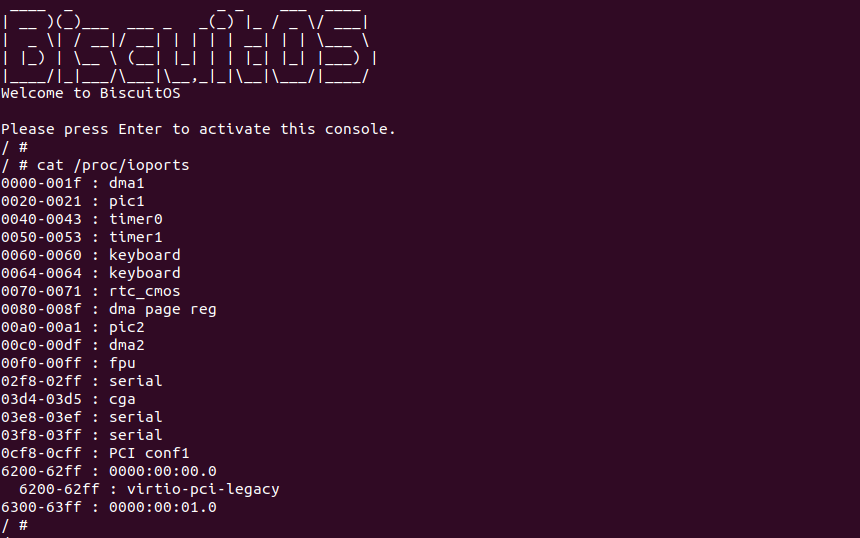 ____  _                _ _    ___  ____
| __ )(_)___  ___ _   _(_) |_ / _ \/ ___|
|  _ \| / __|/ __| | | | | __| | | \___ \
| |_) | \__ \ (__| |_| | | |_| |_| |___) |
|____/|_|___/\___|\__,_|_|\__|\___/|____/
Welcome to BiscuitOS

Please press Enter to activate this console.
/ #
/ # cat /proc/ioports
0000-001f : dma1
0020-0021 : pic1
0040-0043 : timer0
0050-0053 : timer1
0060-0060 : keyboard
0064-0064 : keyboard
0070-0071 : rtc_cmos
0080-008f : dma page reg
00a0-00a1 : pic2
00c0-00df : dma2
00f0-00ff : fpu
02f8-02ff : serial
03d4-03d5 : cga
03e8-03ef : serial
03f8-03ff : serial
0cf8-0cff : PCI conf1
6200-62ff : 0000:00:00.0
  6200-62ff : virtio-pci-legacy
6300-63ff : 0000:00:01.0
/ #